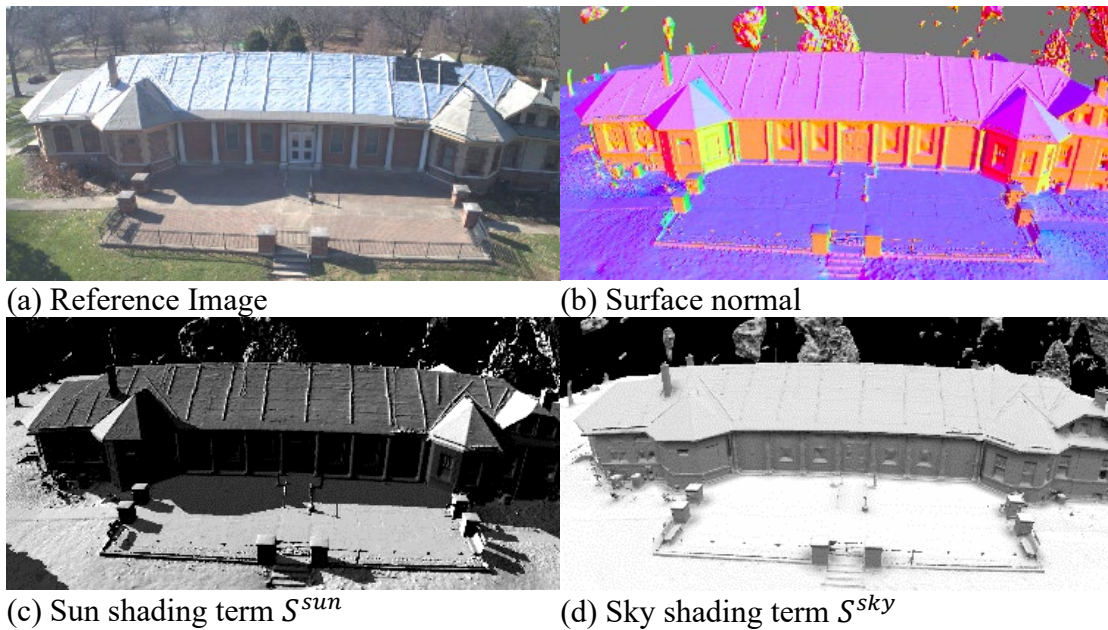 (a) Reference Image
(b) Surface normal
(c) Sun shading term S^sun
(d) Sky shading term S^sky